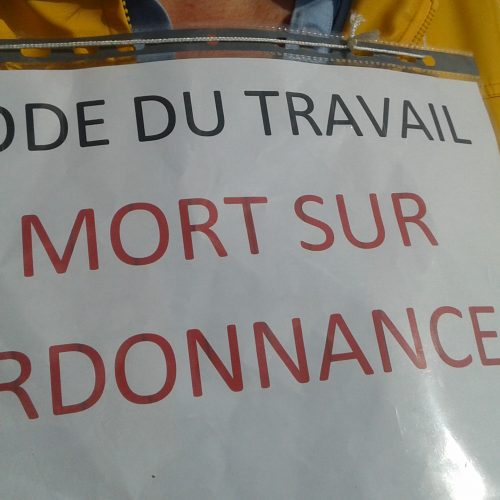 ODE DU TRAVAIL
MORT SUR
RDONNANCE